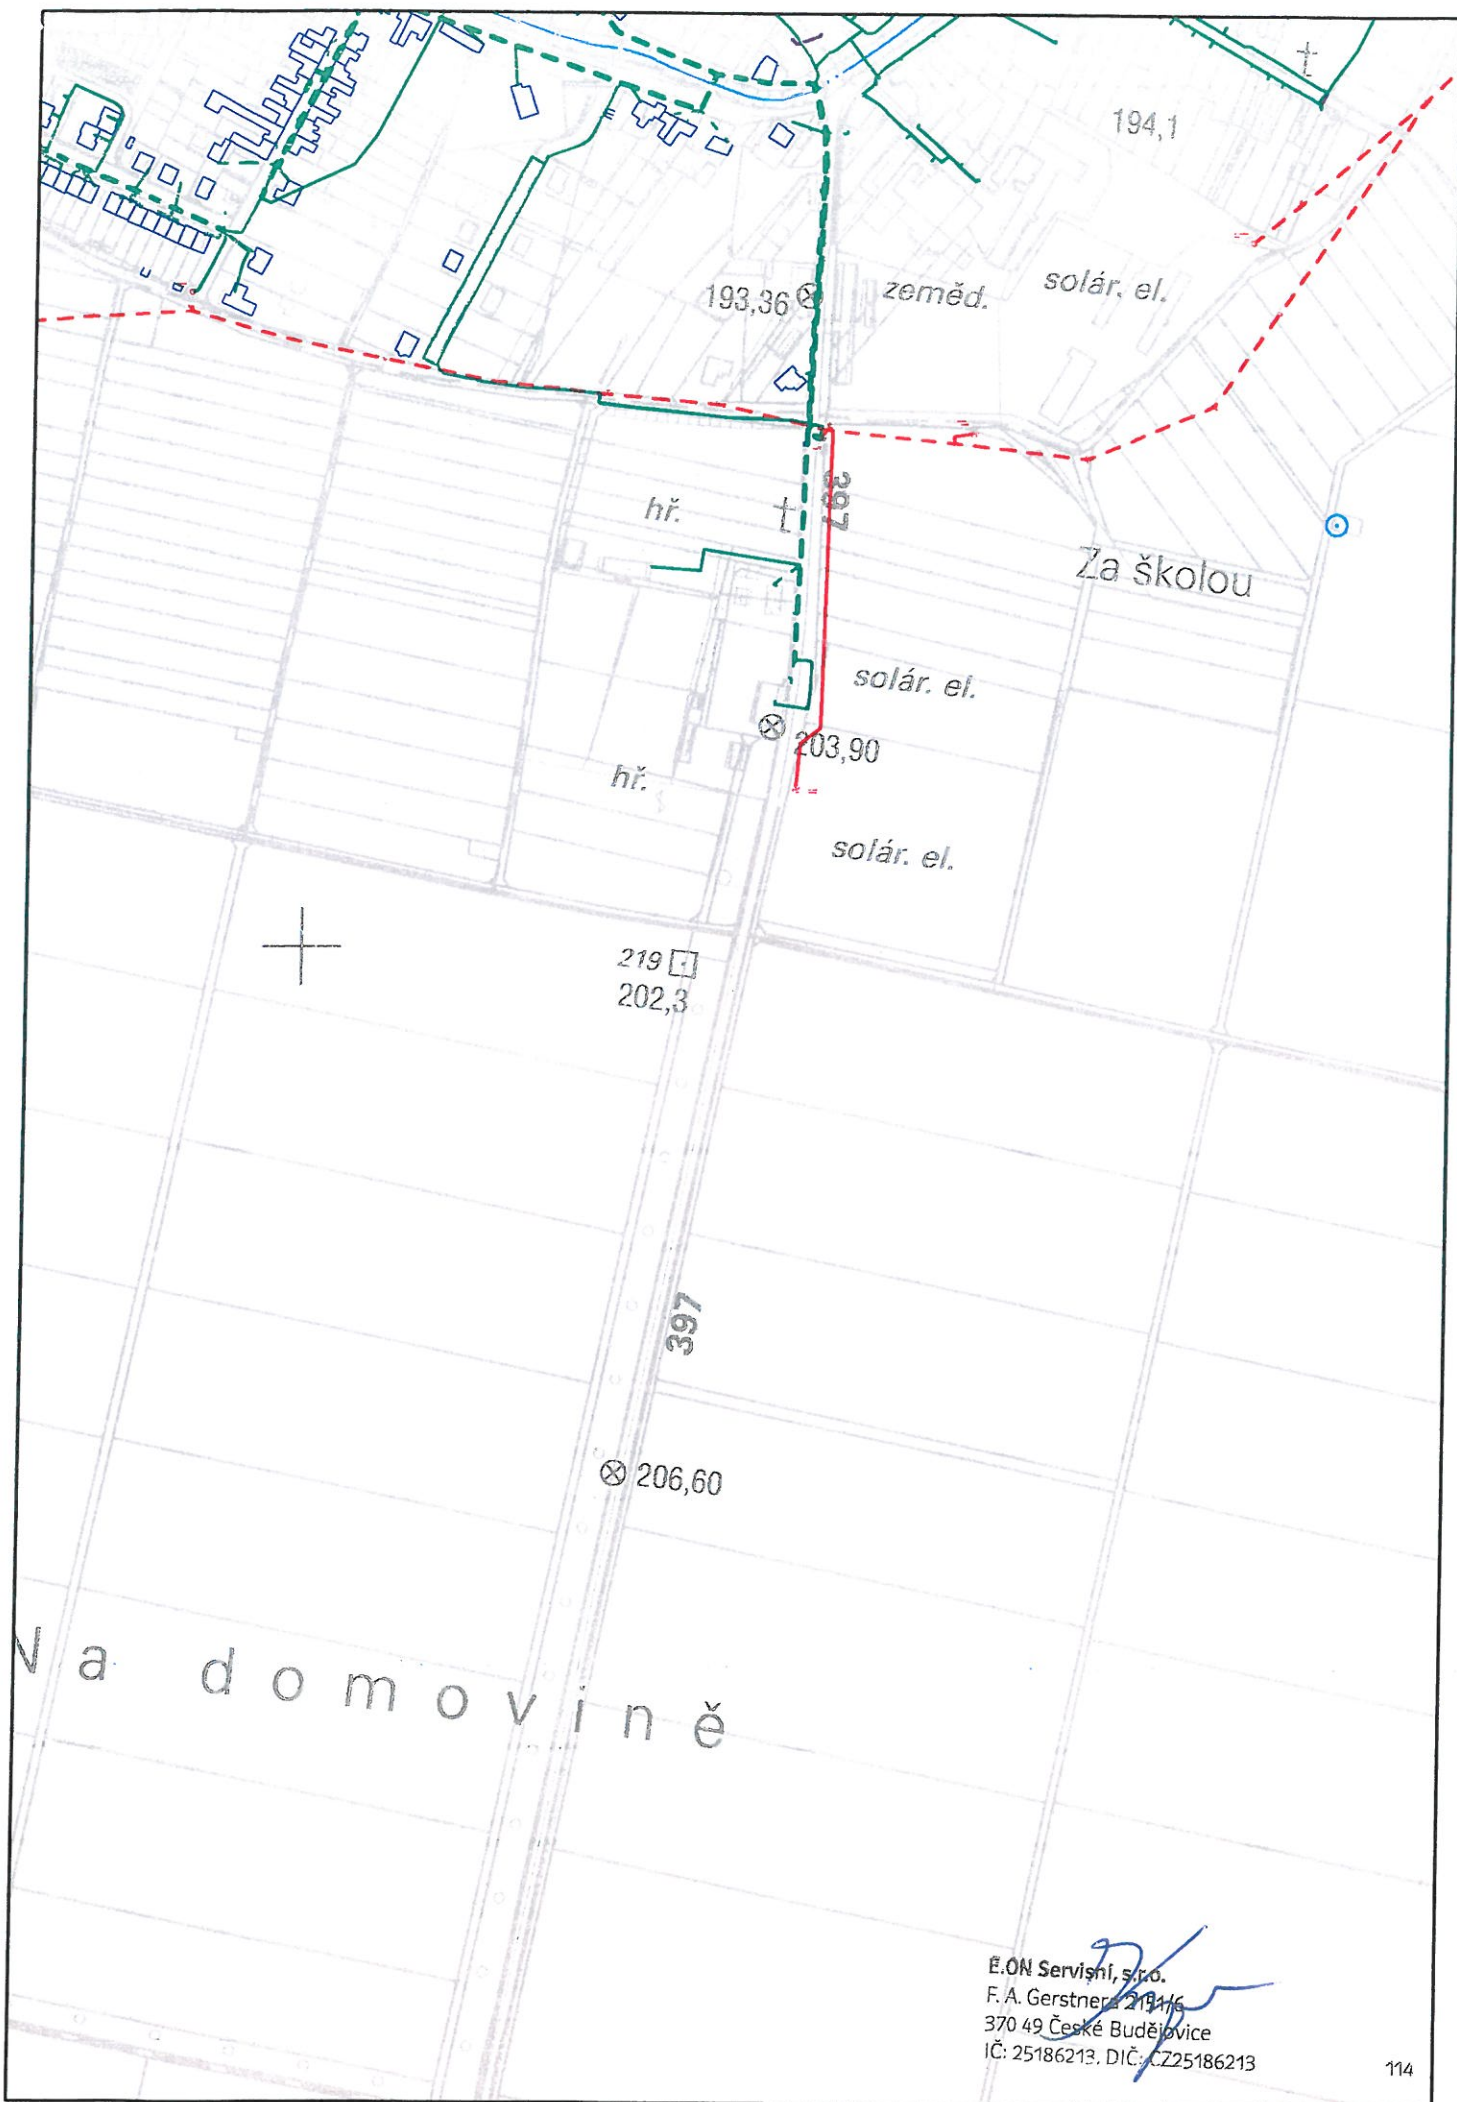 194,1
193,36
zeměd.
solár. el.
hř.
397
Za školou
solár. el.
203,90
hř.
solár. el.
219
202,3
397
206,60
Na domovině
E.ON Servisní, s.r.o.
F. A. Gerstnera 2151/6
370 49 České Budějovice
IČ: 25186213, DIČ: CZ25186213
114